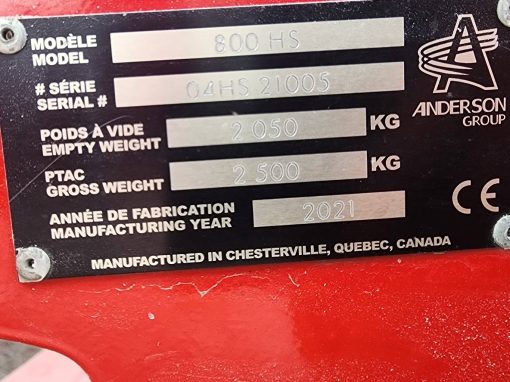 MODÈLE
MODEL
800 HS
# SÉRIE
SERIAL #
04HS 21005
ANDERSON
GROUP
POIDS À VIDE
EMPTY WEIGHT
2 050 KG
PTAC
GROSS WEIGHT
2 500 KG
ANNÉE DE FABRICATION
MANUFACTURING YEAR
2021
CE
MANUFACTURED IN CHESTERVILLE, QUEBEC, CANADA